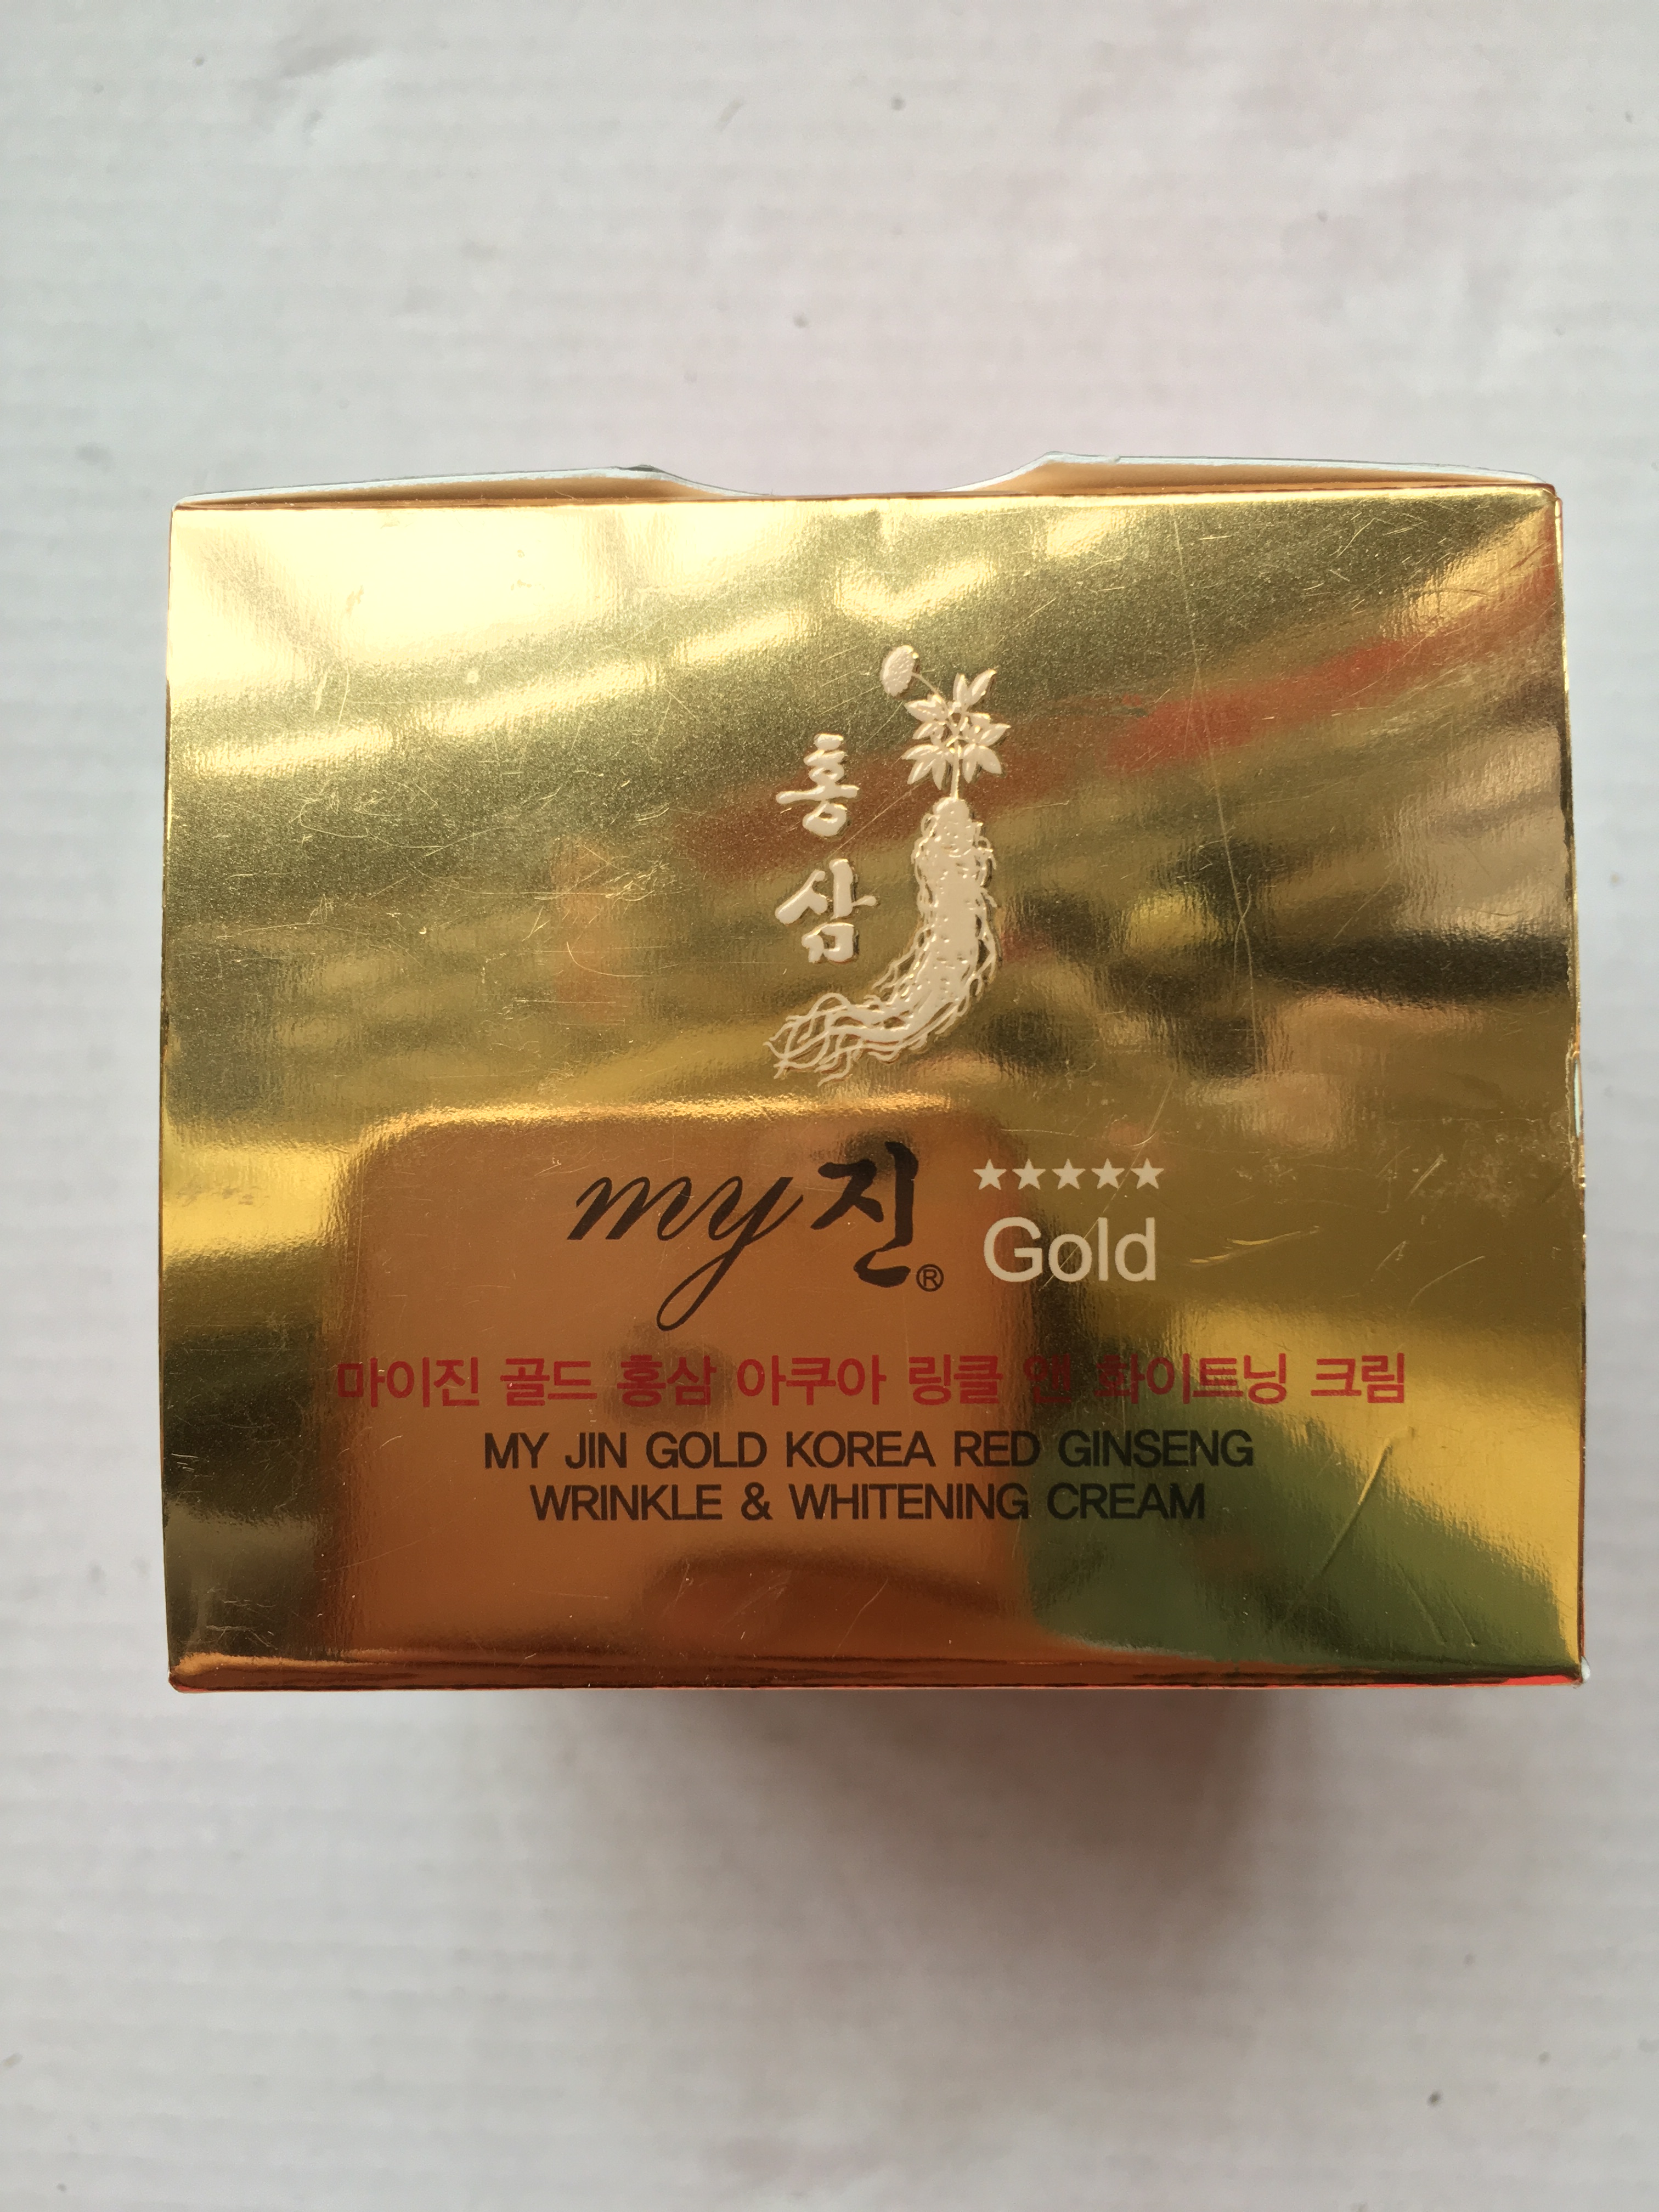 홍
삼
my진®
★★★★★
Gold
마이진 골드 홍삼 아쿠아 링클 앤 화이트닝 크림
MY JIN GOLD KOREA RED GINSENG
WRINKLE & WHITENING CREAM